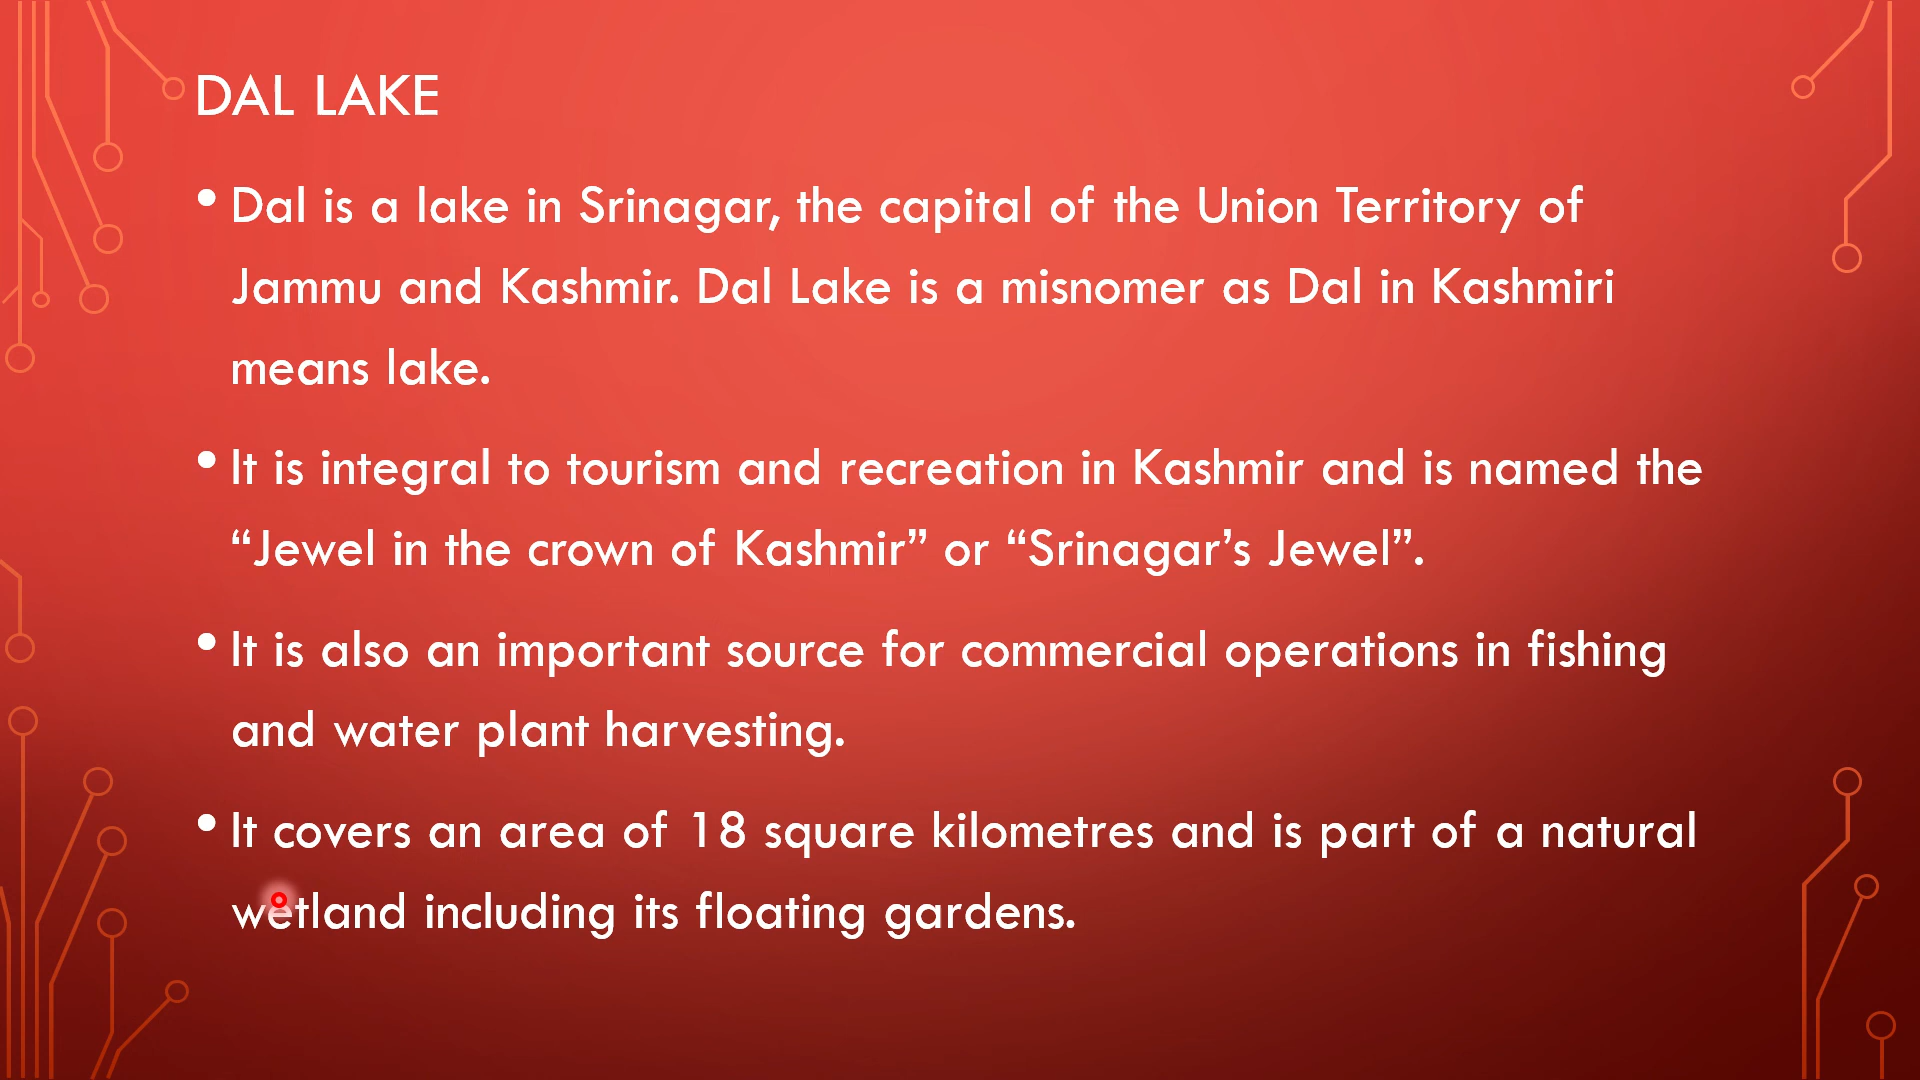 DAL LAKE
• Dal is a lake in Srinagar, the capital of the Union Territory of
Jammu and Kashmir. Dal Lake is a misnomer as Dal in Kashmiri
means lake.
• It is integral to tourism and recreation in Kashmir and is named the
“Jewel in the crown of Kashmir” or “Srinagar’s Jewel”.
• It is also an important source for commercial operations in fishing
and water plant harvesting.
• It covers an area of 18 square kilometres and is part of a natural
wetland including its floating gardens.